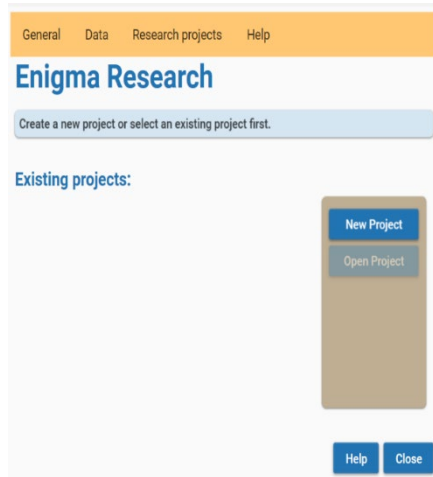 General Data Research projects Help
Enigma Research
Create a new project or select an existing project first.
Existing projects:
New Project
Open Project
Help Close